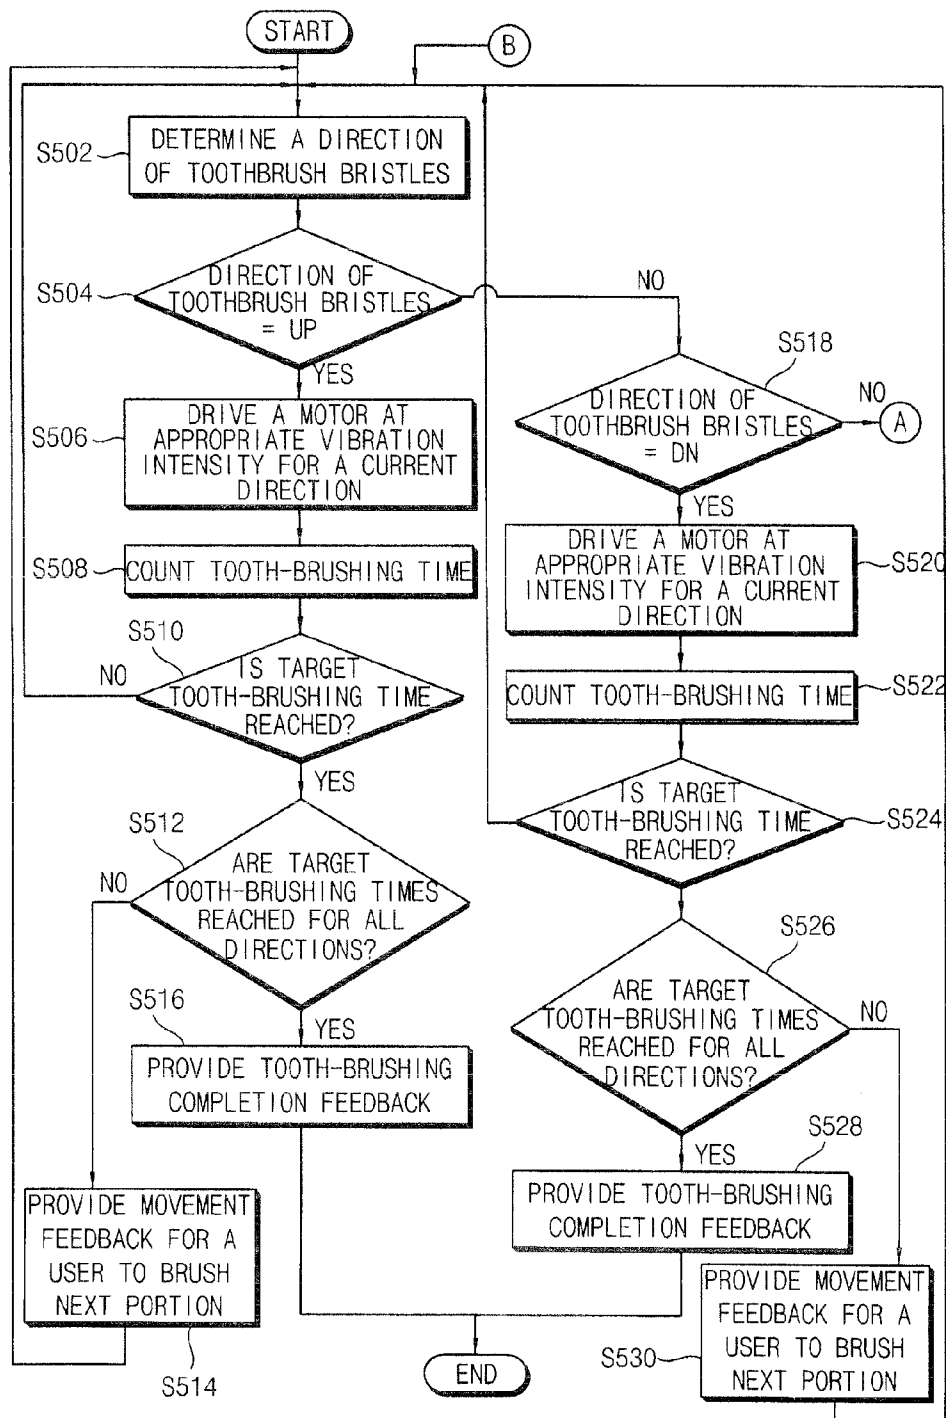 START
B
S502
DETERMINE A DIRECTION
OF TOOTHBRUSH BRISTLES
S504
DIRECTION OF
TOOTHBRUSH BRISTLES
= UP
NO
YES
S506
DRIVE A MOTOR AT
APPROPRIATE VIBRATION
INTENSITY FOR A CURRENT
DIRECTION
S508
COUNT TOOTH-BRUSHING TIME
S510
NO
IS TARGET
TOOTH-BRUSHING TIME
REACHED?
YES
S512
NO
ARE TARGET
TOOTH-BRUSHING TIMES
REACHED FOR ALL
DIRECTIONS?
YES
S516
PROVIDE TOOTH-BRUSHING
COMPLETION FEEDBACK
PROVIDE MOVEMENT
FEEDBACK FOR A
USER TO BRUSH
NEXT PORTION
S514
S518
DIRECTION OF
TOOTHBRUSH BRISTLES
= DN
NO
A
YES
DRIVE A MOTOR AT
APPROPRIATE VIBRATION
INTENSITY FOR A CURRENT
DIRECTION
S520
COUNT TOOTH-BRUSHING TIME
S522
IS TARGET
TOOTH-BRUSHING TIME
REACHED?
S524
S526
ARE TARGET
TOOTH-BRUSHING TIMES
REACHED FOR ALL
DIRECTIONS?
NO
YES
S528
PROVIDE TOOTH-BRUSHING
COMPLETION FEEDBACK
PROVIDE MOVEMENT
FEEDBACK FOR A
USER TO BRUSH
NEXT PORTION
S530
END